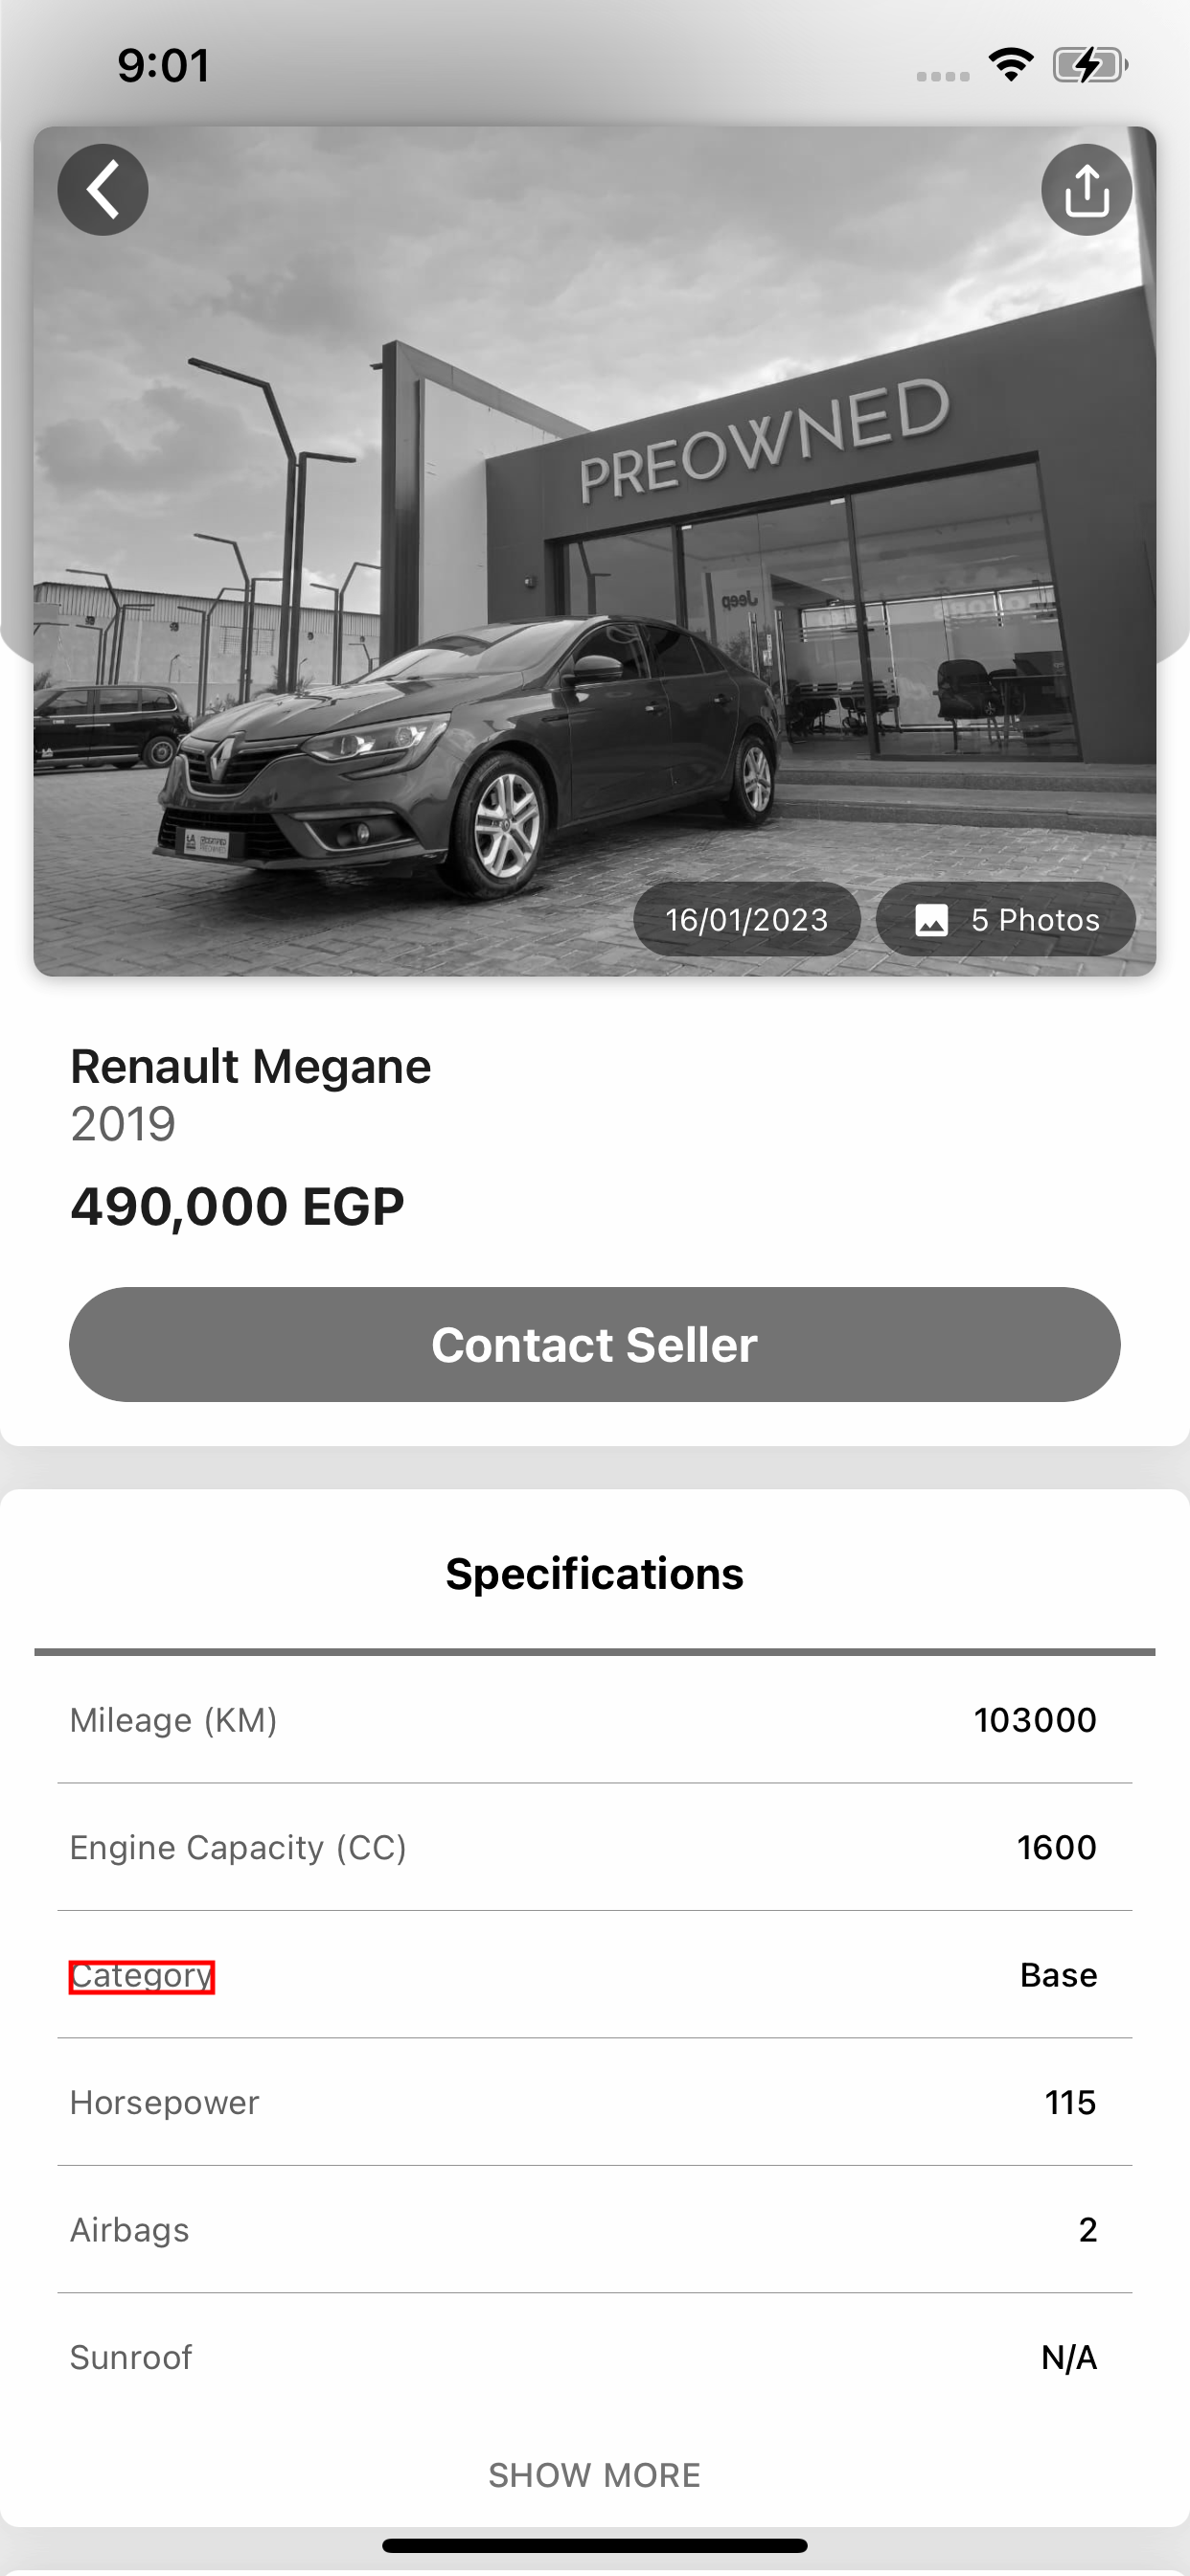 9:01
PREOWNED
Jeep
16/01/2023
5 Photos
Renault Megane
2019
490,000 EGP
Contact Seller
Specifications
Mileage (KM) 103000
Engine Capacity (CC) 1600
Category Base
Horsepower 115
Airbags 2
Sunroof N/A
SHOW MORE